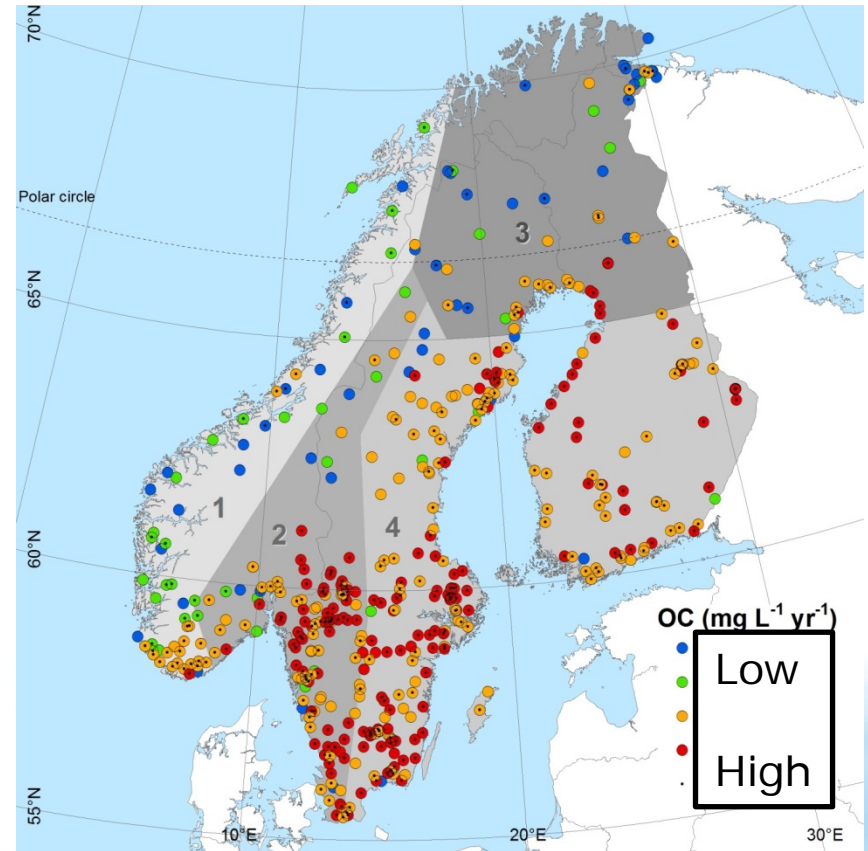 70°N
Polar circle
3
65°N
1
2
4
60°N
OC (mg L-1 yr-1)
Low
High
55°N
10°E
20°E
30°E